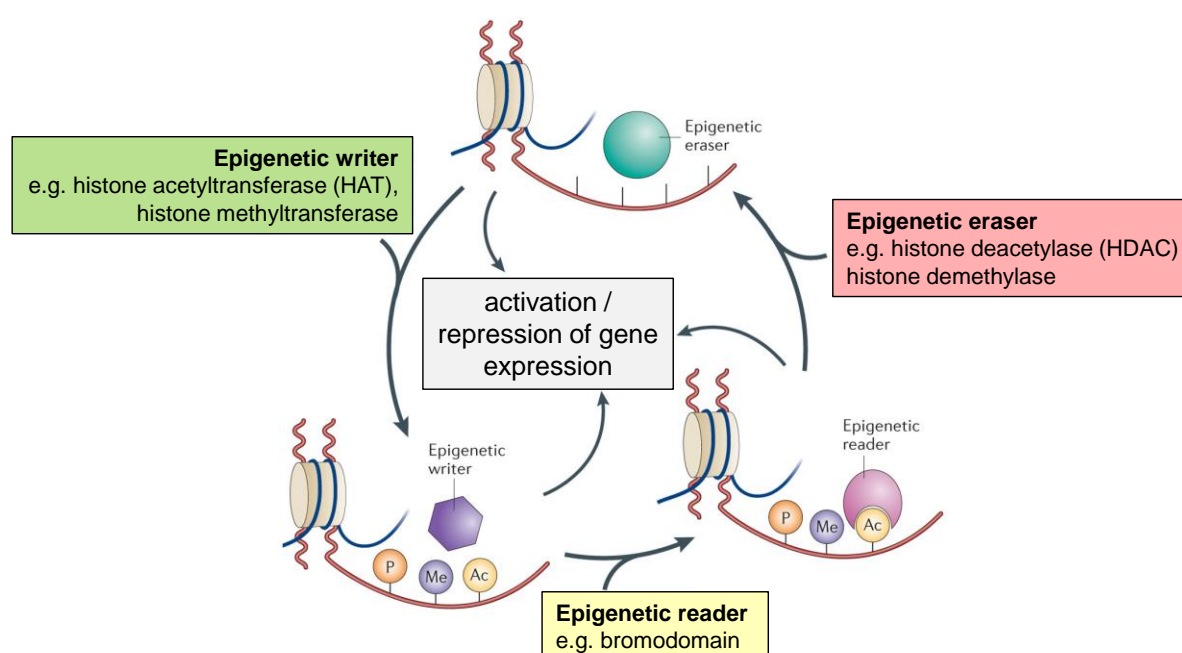 Epigenetic
eraser
Epigenetic writer
e.g. histone acetyltransferase (HAT),
histone methyltransferase
Epigenetic eraser
e.g. histone deacetylase (HDAC)
histone demethylase
activation /
repression of gene
expression
Epigenetic
writer
P
Me
Ac
Epigenetic
reader
P
Me
Ac
Epigenetic reader
e.g. bromodomain